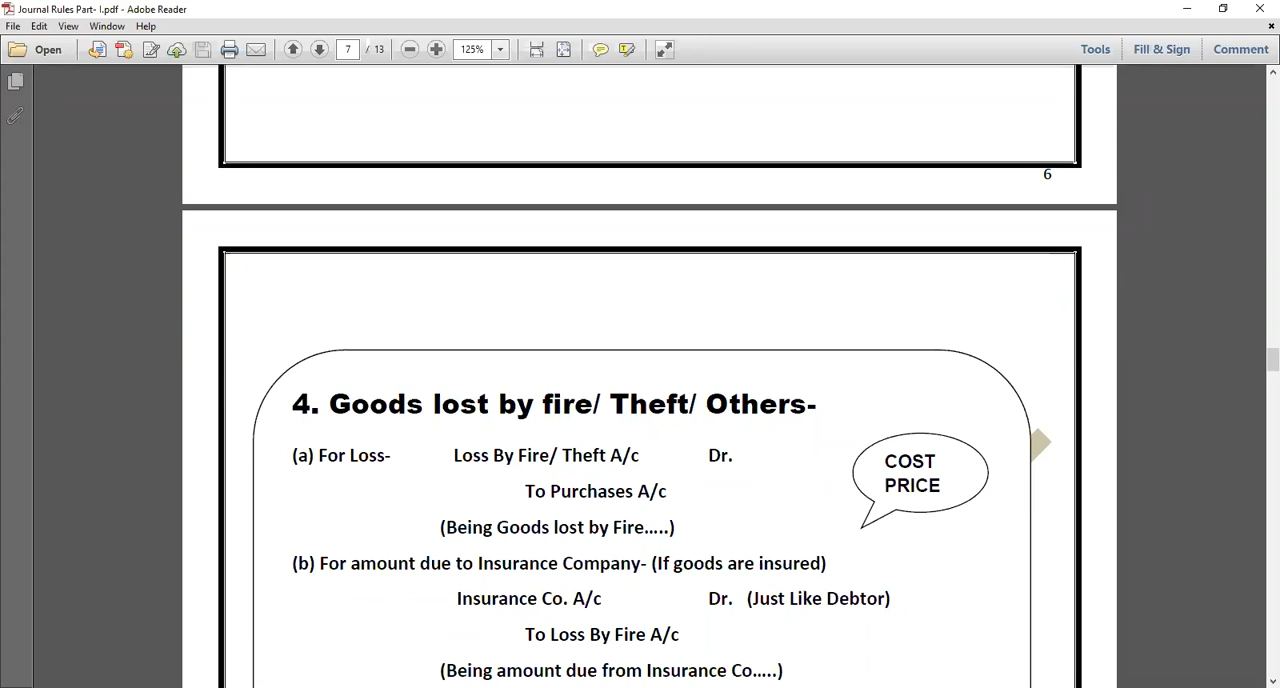 Journal Rules Part- I.pdf - Adobe Reader
File Edit View Window Help
Open 7 / 13 125% Tools Fill & Sign Comment
6
4. Goods lost by fire/ Theft/ Others-
(a) For Loss- Loss By Fire/ Theft A/c Dr.
COST
PRICE
To Purchases A/c
(Being Goods lost by Fire.....)
(b) For amount due to Insurance Company- (If goods are insured)
Insurance Co. A/c Dr. (Just Like Debtor)
To Loss By Fire A/c
(Being amount due from Insurance Co.....)